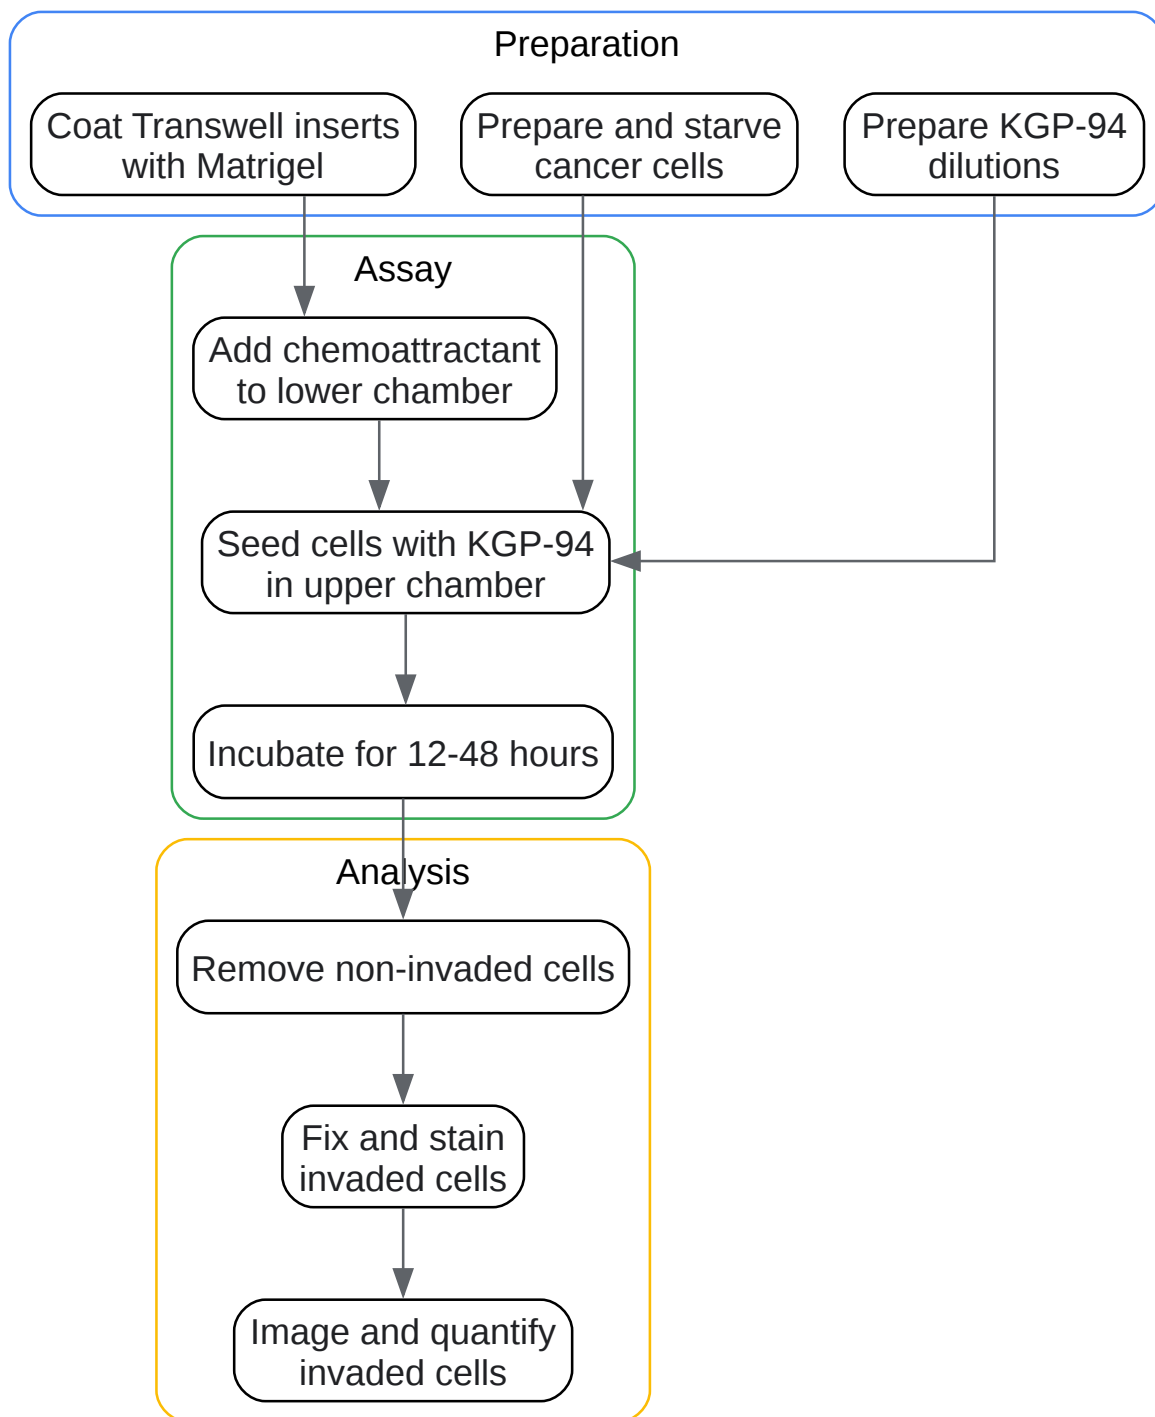 Preparation
Coat Transwell inserts
with Matrigel
Prepare and starve
cancer cells
Prepare KGP-94
dilutions
Assay
Add chemoattractant
to lower chamber
Seed cells with KGP-94
in upper chamber
Incubate for 12-48 hours
Analysis
Remove non-invaded cells
Fix and stain
invaded cells
Image and quantify
invaded cells